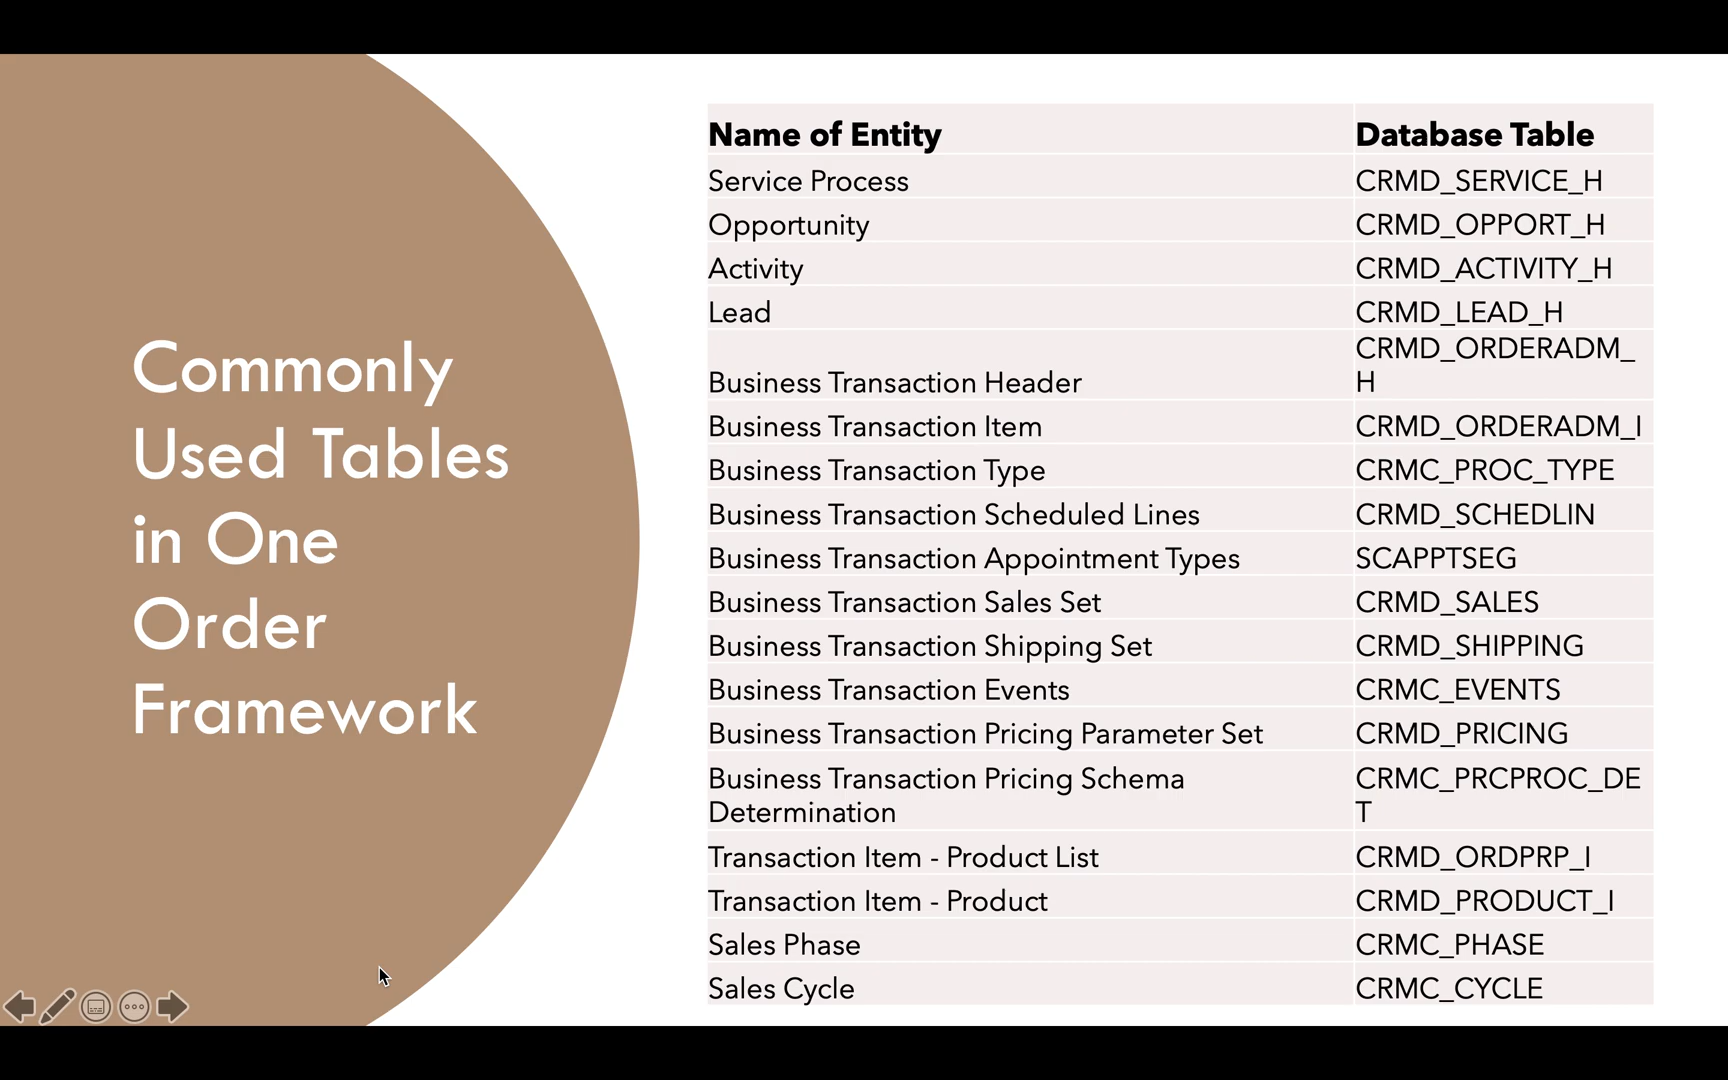 Commonly
Used Tables
in One
Order
Framework
Name of Entity Database Table
Service Process CRMD_SERVICE_H
Opportunity CRMD_OPPORT_H
Activity CRMD_ACTIVITY_H
Lead CRMD_LEAD_H
Business Transaction Header CRMD_ORDERADM_
H
Business Transaction Item CRMD_ORDERADM_I
Business Transaction Type CRMC_PROC_TYPE
Business Transaction Scheduled Lines CRMD_SCHEDLIN
Business Transaction Appointment Types SCAPPTSEG
Business Transaction Sales Set CRMD_SALES
Business Transaction Shipping Set CRMD_SHIPPING
Business Transaction Events CRMC_EVENTS
Business Transaction Pricing Parameter Set CRMD_PRICING
Business Transaction Pricing Schema CRMC_PRCPROC_DE
Determination T
Transaction Item - Product List CRMD_ORDPRP_I
Transaction Item - Product CRMD_PRODUCT_I
Sales Phase CRMC_PHASE
Sales Cycle CRMC_CYCLE